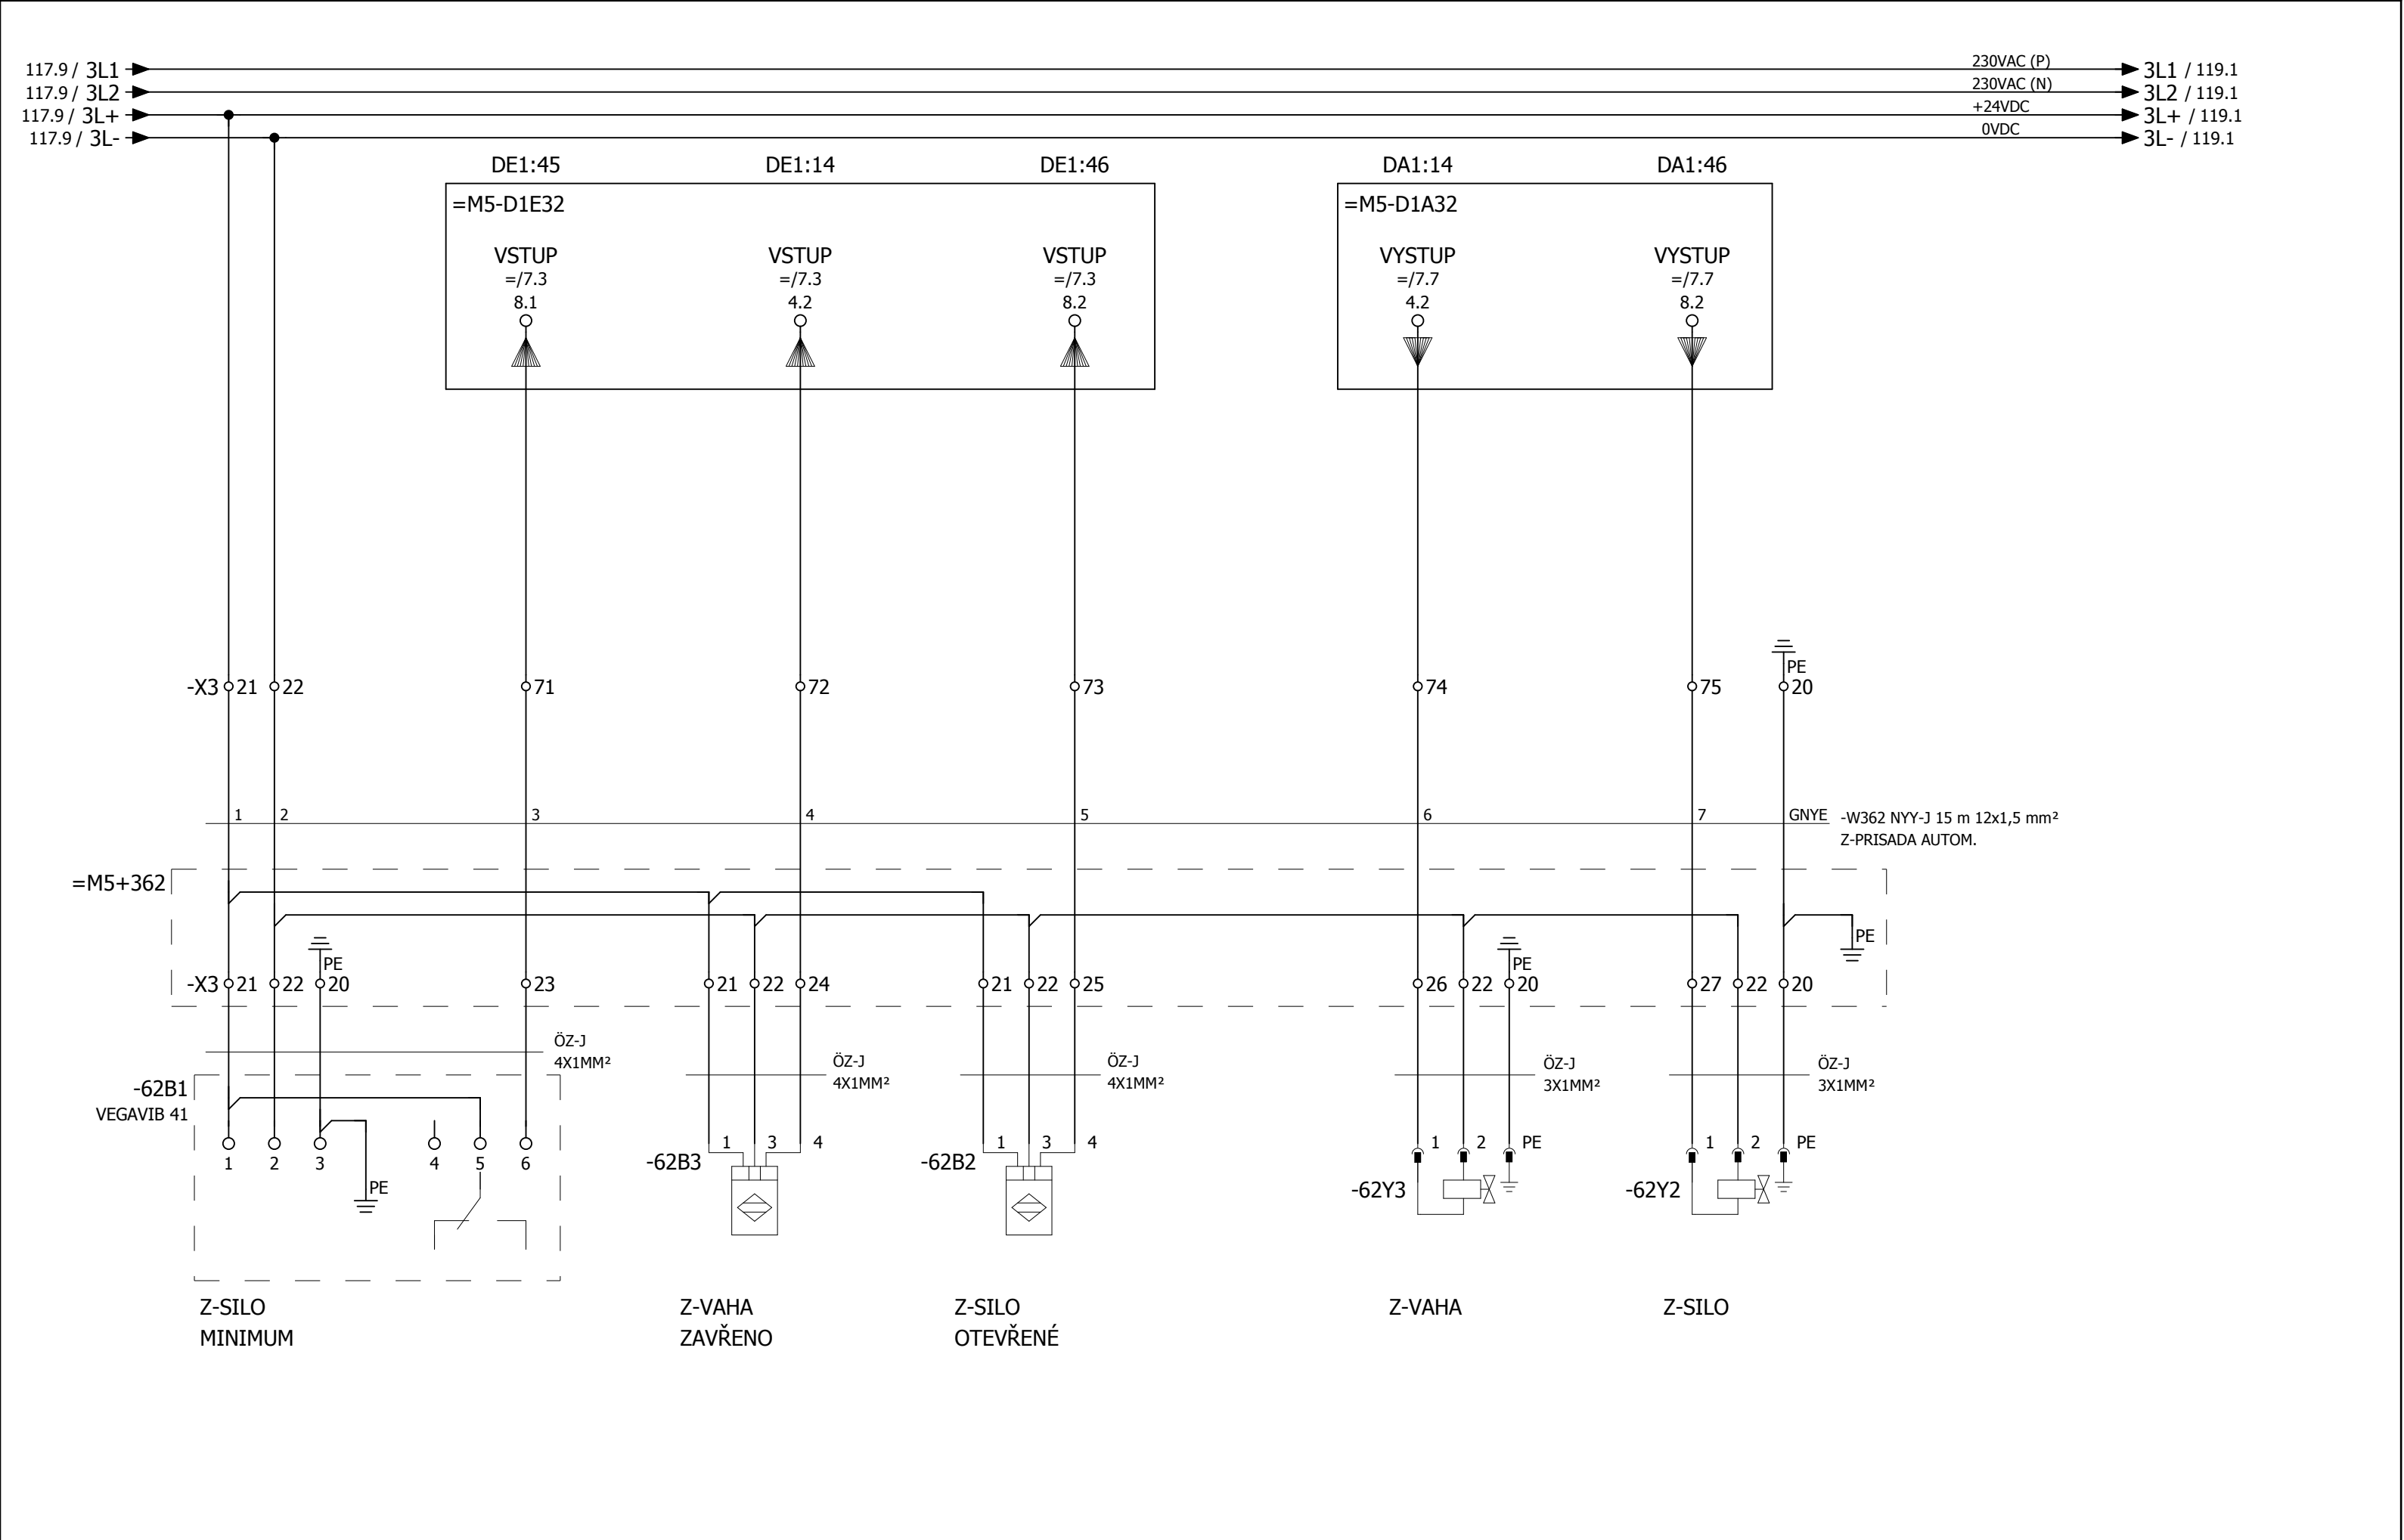 117.9 / 3L1
230VAC (P)
3L1 / 119.1
117.9 / 3L2
230VAC (N)
3L2 / 119.1
117.9 / 3L+
+24VDC
3L+ / 119.1
117.9 / 3L-
0VDC
3L- / 119.1
DE1:45 DE1:14 DE1:46 DA1:14 DA1:46
=M5-D1E32 =M5-D1A32
VSTUP VSTUP VSTUP VYSTUP VYSTUP
=/7.3 =/7.3 =/7.3 =/7.7 =/7.7
8.1 4.2 8.2 4.2 8.2
PE
-X3 21 22 71 72 73 74 75 20
1 2 3 4 5 6 7 GNYE -W362 NYY-J 15 m 12x1,5 mm²
Z-PRISADA AUTOM.
=M5+362
PE PE PE
-X3 21 22 20 23 21 22 24 21 22 25 26 22 20 27 22 20
ÖZ-J
4X1MM²
ÖZ-J
4X1MM²
ÖZ-J
4X1MM²
ÖZ-J
3X1MM²
ÖZ-J
3X1MM²
-62B1
VEGAVIB 41
1 2 3 4 5 6
PE
1 3 4
-62B3
1 3 4
-62B2
1 2 PE
-62Y3
1 2 PE
-62Y2
Z-SILO
MINIMUM
Z-VAHA
ZAVŘENO
Z-SILO
OTEVŘENÉ
Z-VAHA
Z-SILO